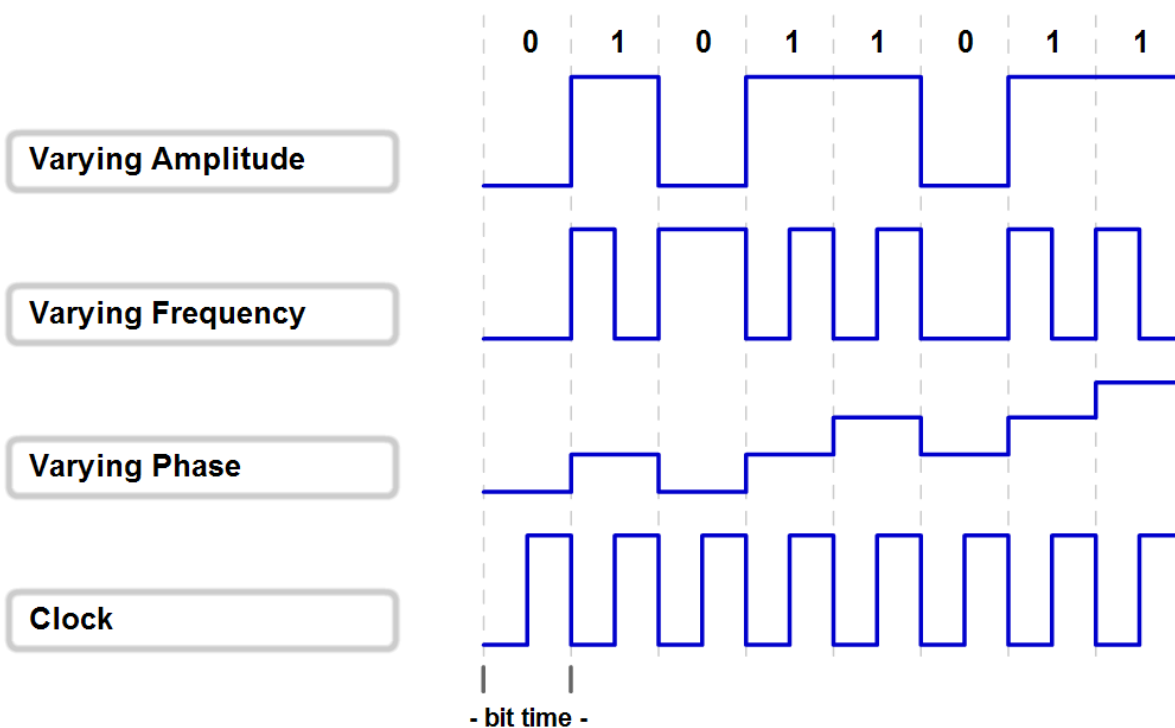 0 1 0 1 1 0 1 1
Varying Amplitude
Varying Frequency
Varying Phase
Clock
- bit time -